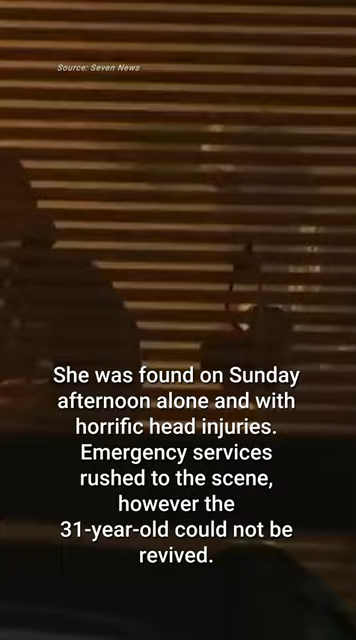 Source: Seven News
She was found on Sunday
afternoon alone and with
horrific head injuries.
Emergency services
rushed to the scene,
however the
31-year-old could not be
revived.